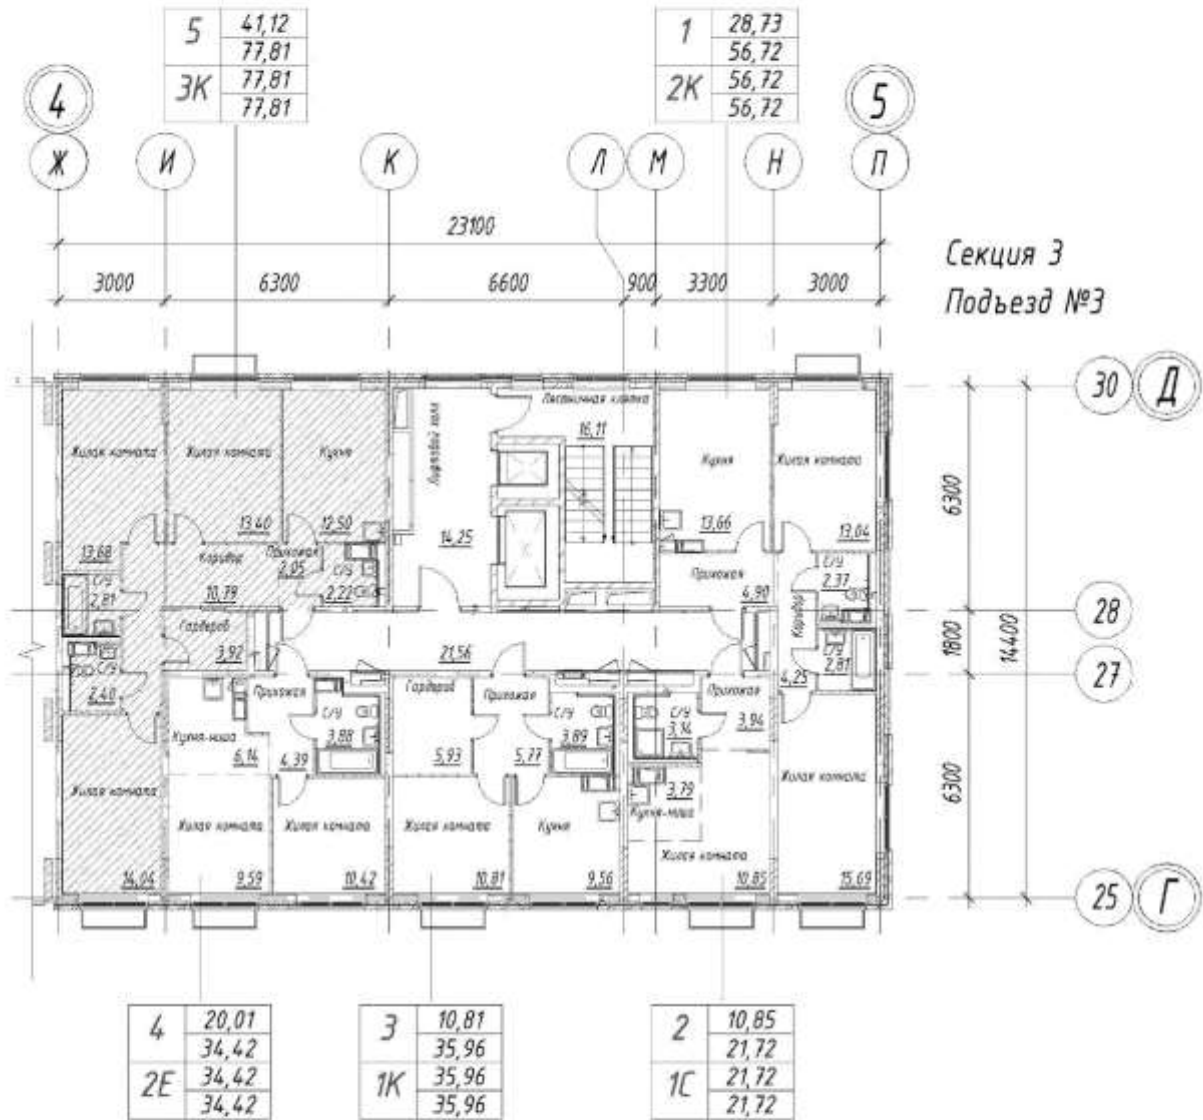 5 41,12
77,81
3К 77,81
77,81
1 28,73
56,72
2К 56,72
56,72
4 5
Ж И К Л М Н П
23100
3000 6300 6600 900 3300 3000
Секция 3
Подъезд №3
30 Д
Лестничная клетка
16,11
Лифтовой холл
14,25
Жилая комната
13,68
Жилая комната
13,40
Кухня
12,50
Кухня
13,66
Жилая комната
13,04
6300
Коридор
10,79
Прихожая
2,05
С/У
2,22
С/У
2,81
Прихожая
4,90
С/У
2,37
28
Гардероб
3,92
21,56
Коридор
4,25
С/У
2,81
1800
14400
27
С/У
2,40
Прихожая
4,39
С/У
3,88
Гардероб
5,93
Прихожая
5,77
С/У
3,89
С/У
3,14
Прихожая
3,94
Кухня-ниша
6,14
Кухня-ниша
3,79
6300
Жилая комната
14,04
Жилая комната
9,59
Жилая комната
10,42
Жилая комната
10,81
Кухня
9,56
Жилая комната
10,85
Жилая комната
15,69
25 Г
4 20,01
34,42
2Е 34,42
34,42
3 10,81
35,96
1К 35,96
35,96
2 10,85
21,72
1С 21,72
21,72